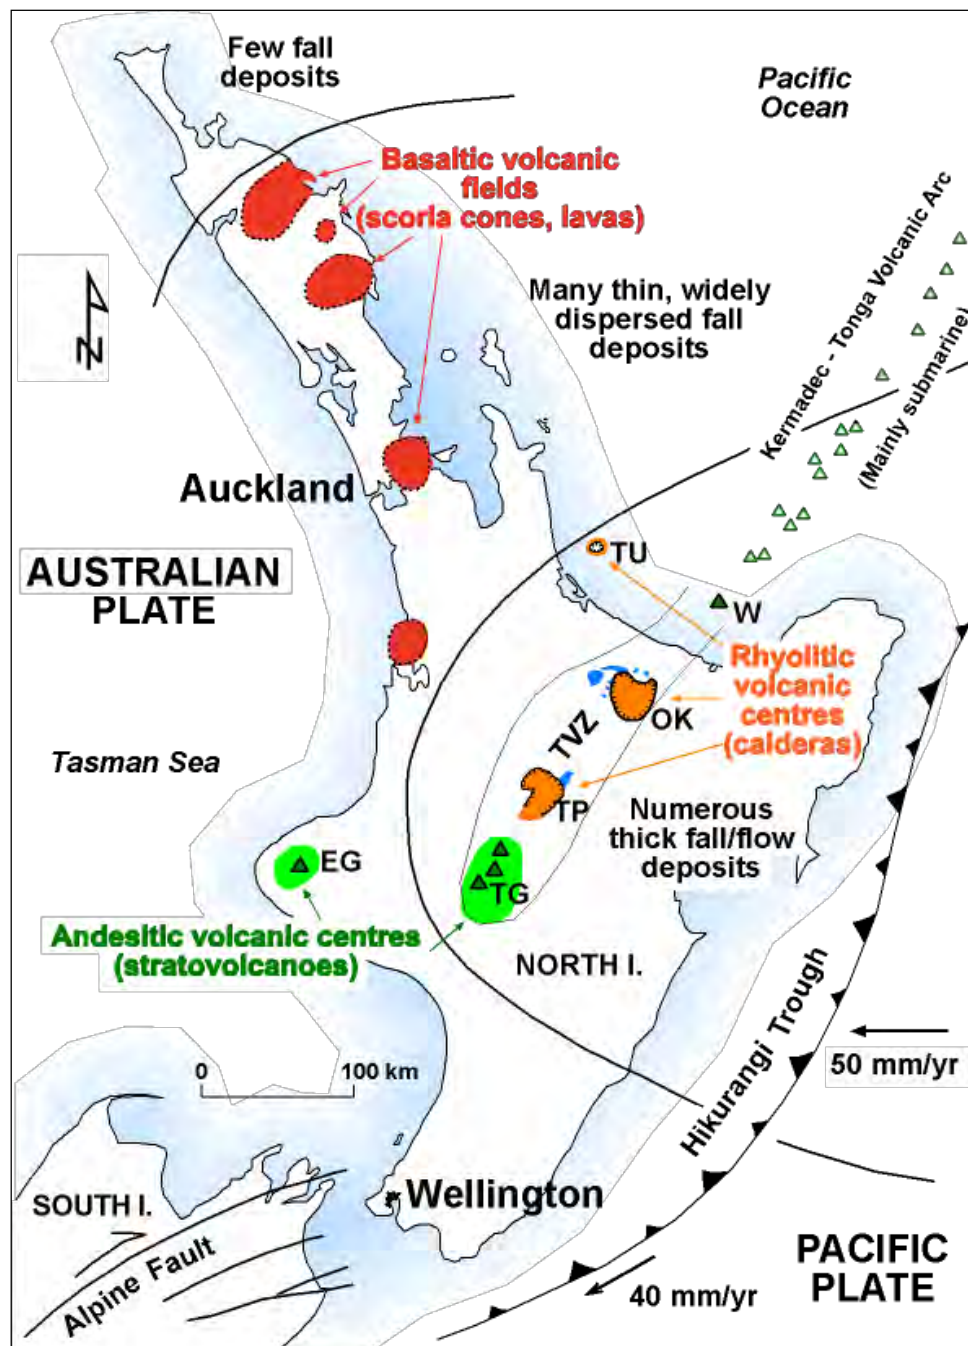 Few fall
deposits
Pacific
Ocean
Basaltic volcanic
fields
(scoria cones, lavas)
Kermadec - Tonga Volcanic Arc
(Mainly submarine)
Many thin, widely
dispersed fall
deposits
N
Auckland
AUSTRALIAN
PLATE
TU
W
Rhyolitic
volcanic
centres
(calderas)
OK
TVZ
Tasman Sea
TP
Numerous
thick fall/flow
deposits
EG
TG
Andesitic volcanic centres
(stratovolcanoes)
NORTH I.
Hikurangi Trough
50 mm/yr
0 100 km
Wellington
SOUTH I.
Alpine Fault
PACIFIC
PLATE
40 mm/yr